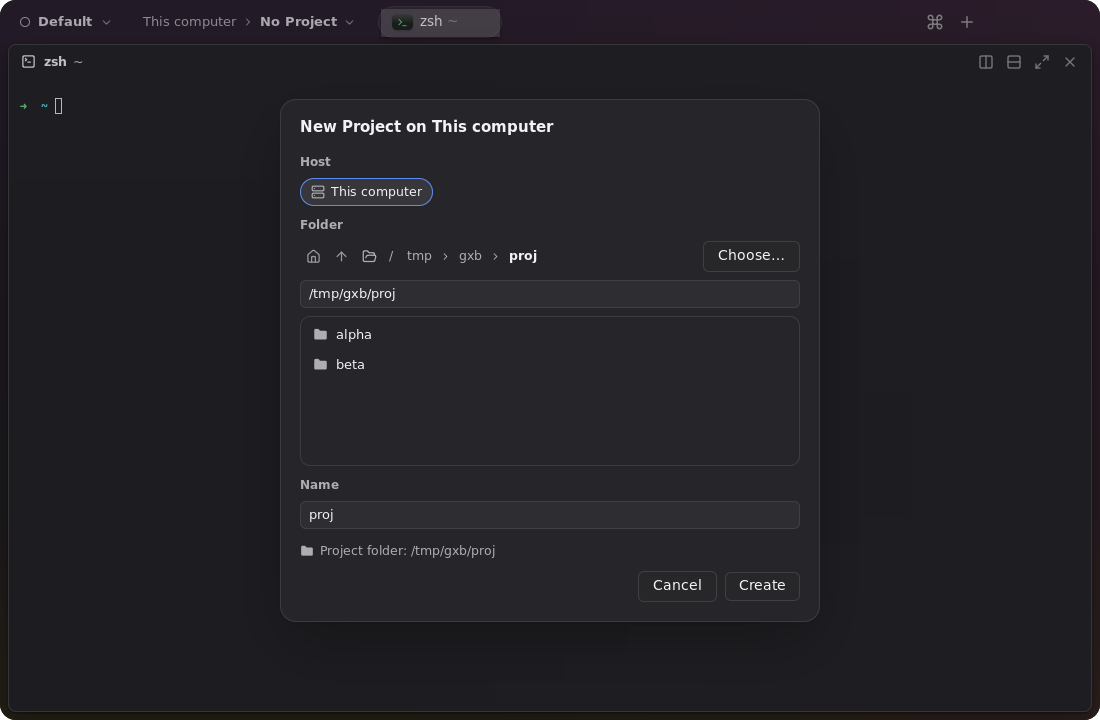 Default This computer > No Project zsh ~
zsh ~
➜ ~
New Project on This computer
Host
This computer
Folder
/ tmp > gxb > proj Choose...
/tmp/gxb/proj
alpha
beta
Name
proj
Project folder: /tmp/gxb/proj
Cancel Create